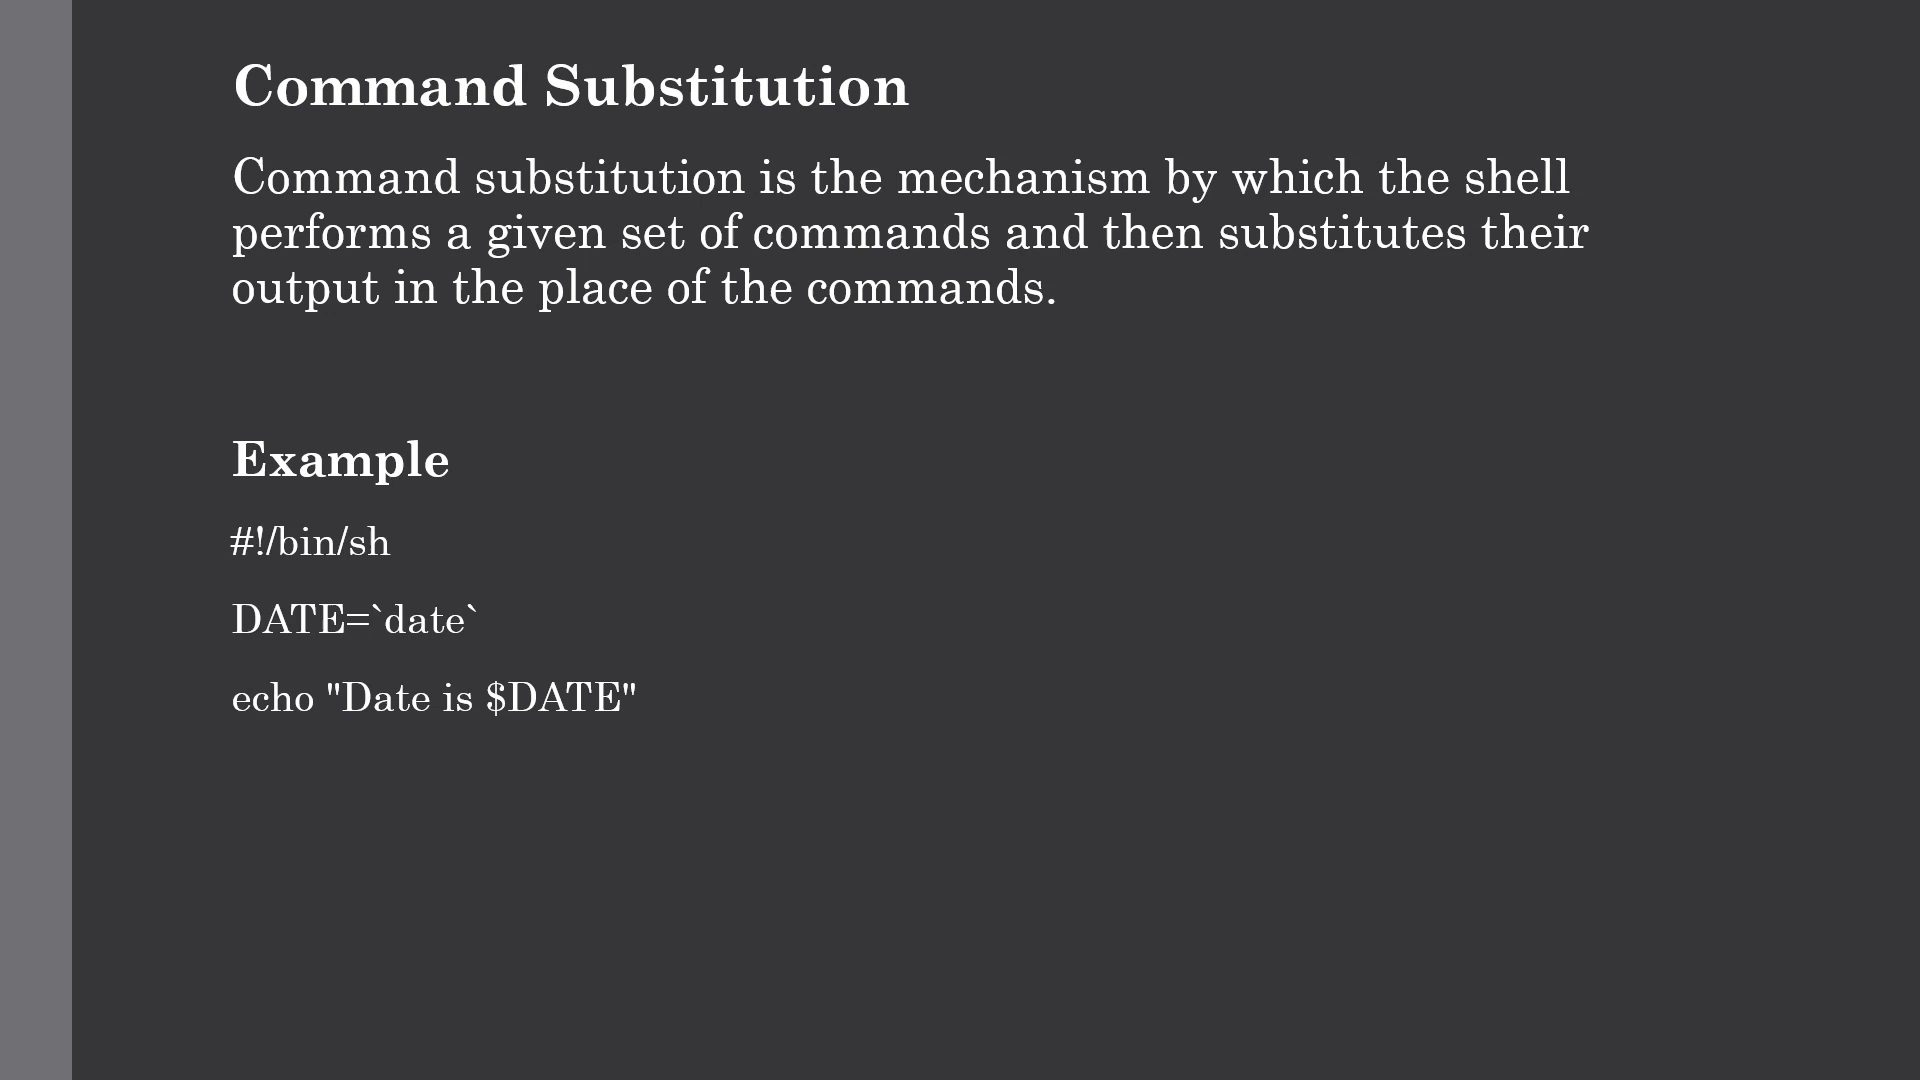 Command Substitution
Command substitution is the mechanism by which the shell
performs a given set of commands and then substitutes their
output in the place of the commands.
Example
#!/bin/sh
DATE=`date`
echo "Date is $DATE"